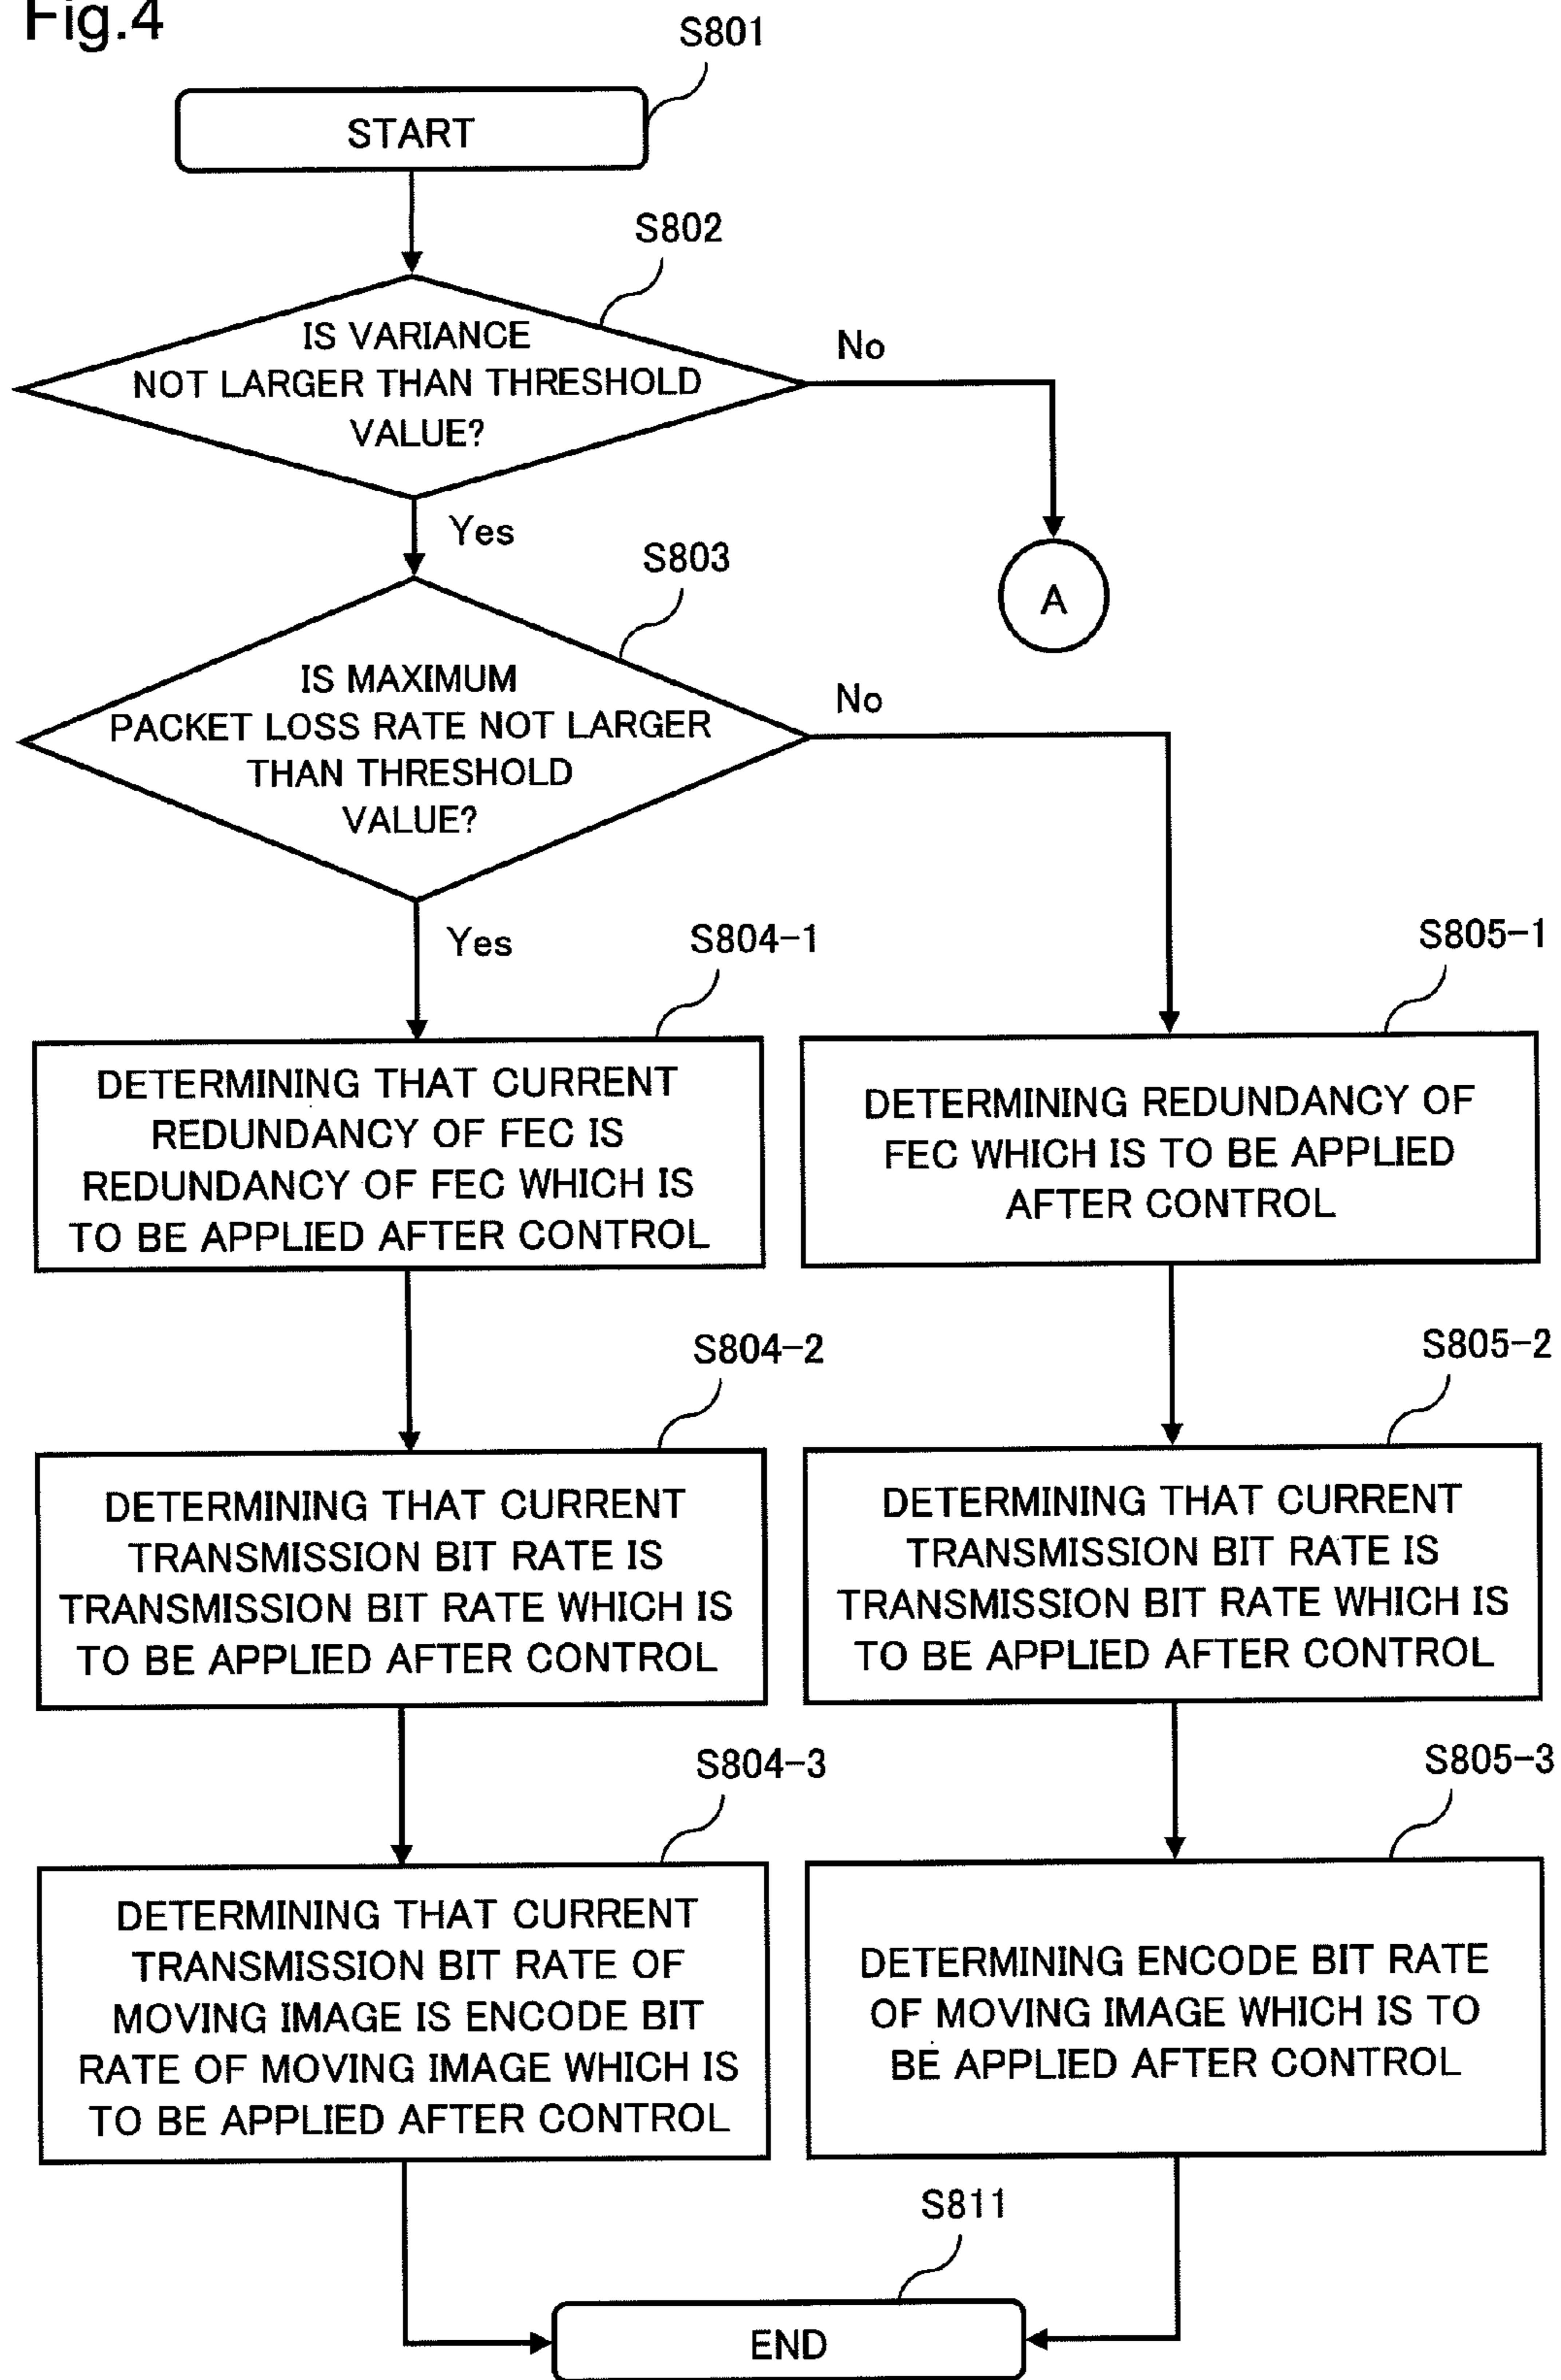 Fig.4
S801
START
S802
IS VARIANCE
NOT LARGER THAN THRESHOLD
VALUE?
No
Yes
A
S803
IS MAXIMUM
PACKET LOSS RATE NOT LARGER
THAN THRESHOLD
VALUE?
No
Yes
S804-1
DETERMINING THAT CURRENT
REDUNDANCY OF FEC IS
REDUNDANCY OF FEC WHICH IS
TO BE APPLIED AFTER CONTROL
S805-1
DETERMINING REDUNDANCY OF
FEC WHICH IS TO BE APPLIED
AFTER CONTROL
S804-2
DETERMINING THAT CURRENT
TRANSMISSION BIT RATE IS
TRANSMISSION BIT RATE WHICH IS
TO BE APPLIED AFTER CONTROL
S805-2
DETERMINING THAT CURRENT
TRANSMISSION BIT RATE IS
TRANSMISSION BIT RATE WHICH IS
TO BE APPLIED AFTER CONTROL
S804-3
DETERMINING THAT CURRENT
TRANSMISSION BIT RATE OF
MOVING IMAGE IS ENCODE BIT
RATE OF MOVING IMAGE WHICH IS
TO BE APPLIED AFTER CONTROL
S805-3
DETERMINING ENCODE BIT RATE
OF MOVING IMAGE WHICH IS TO
BE APPLIED AFTER CONTROL
S811
END